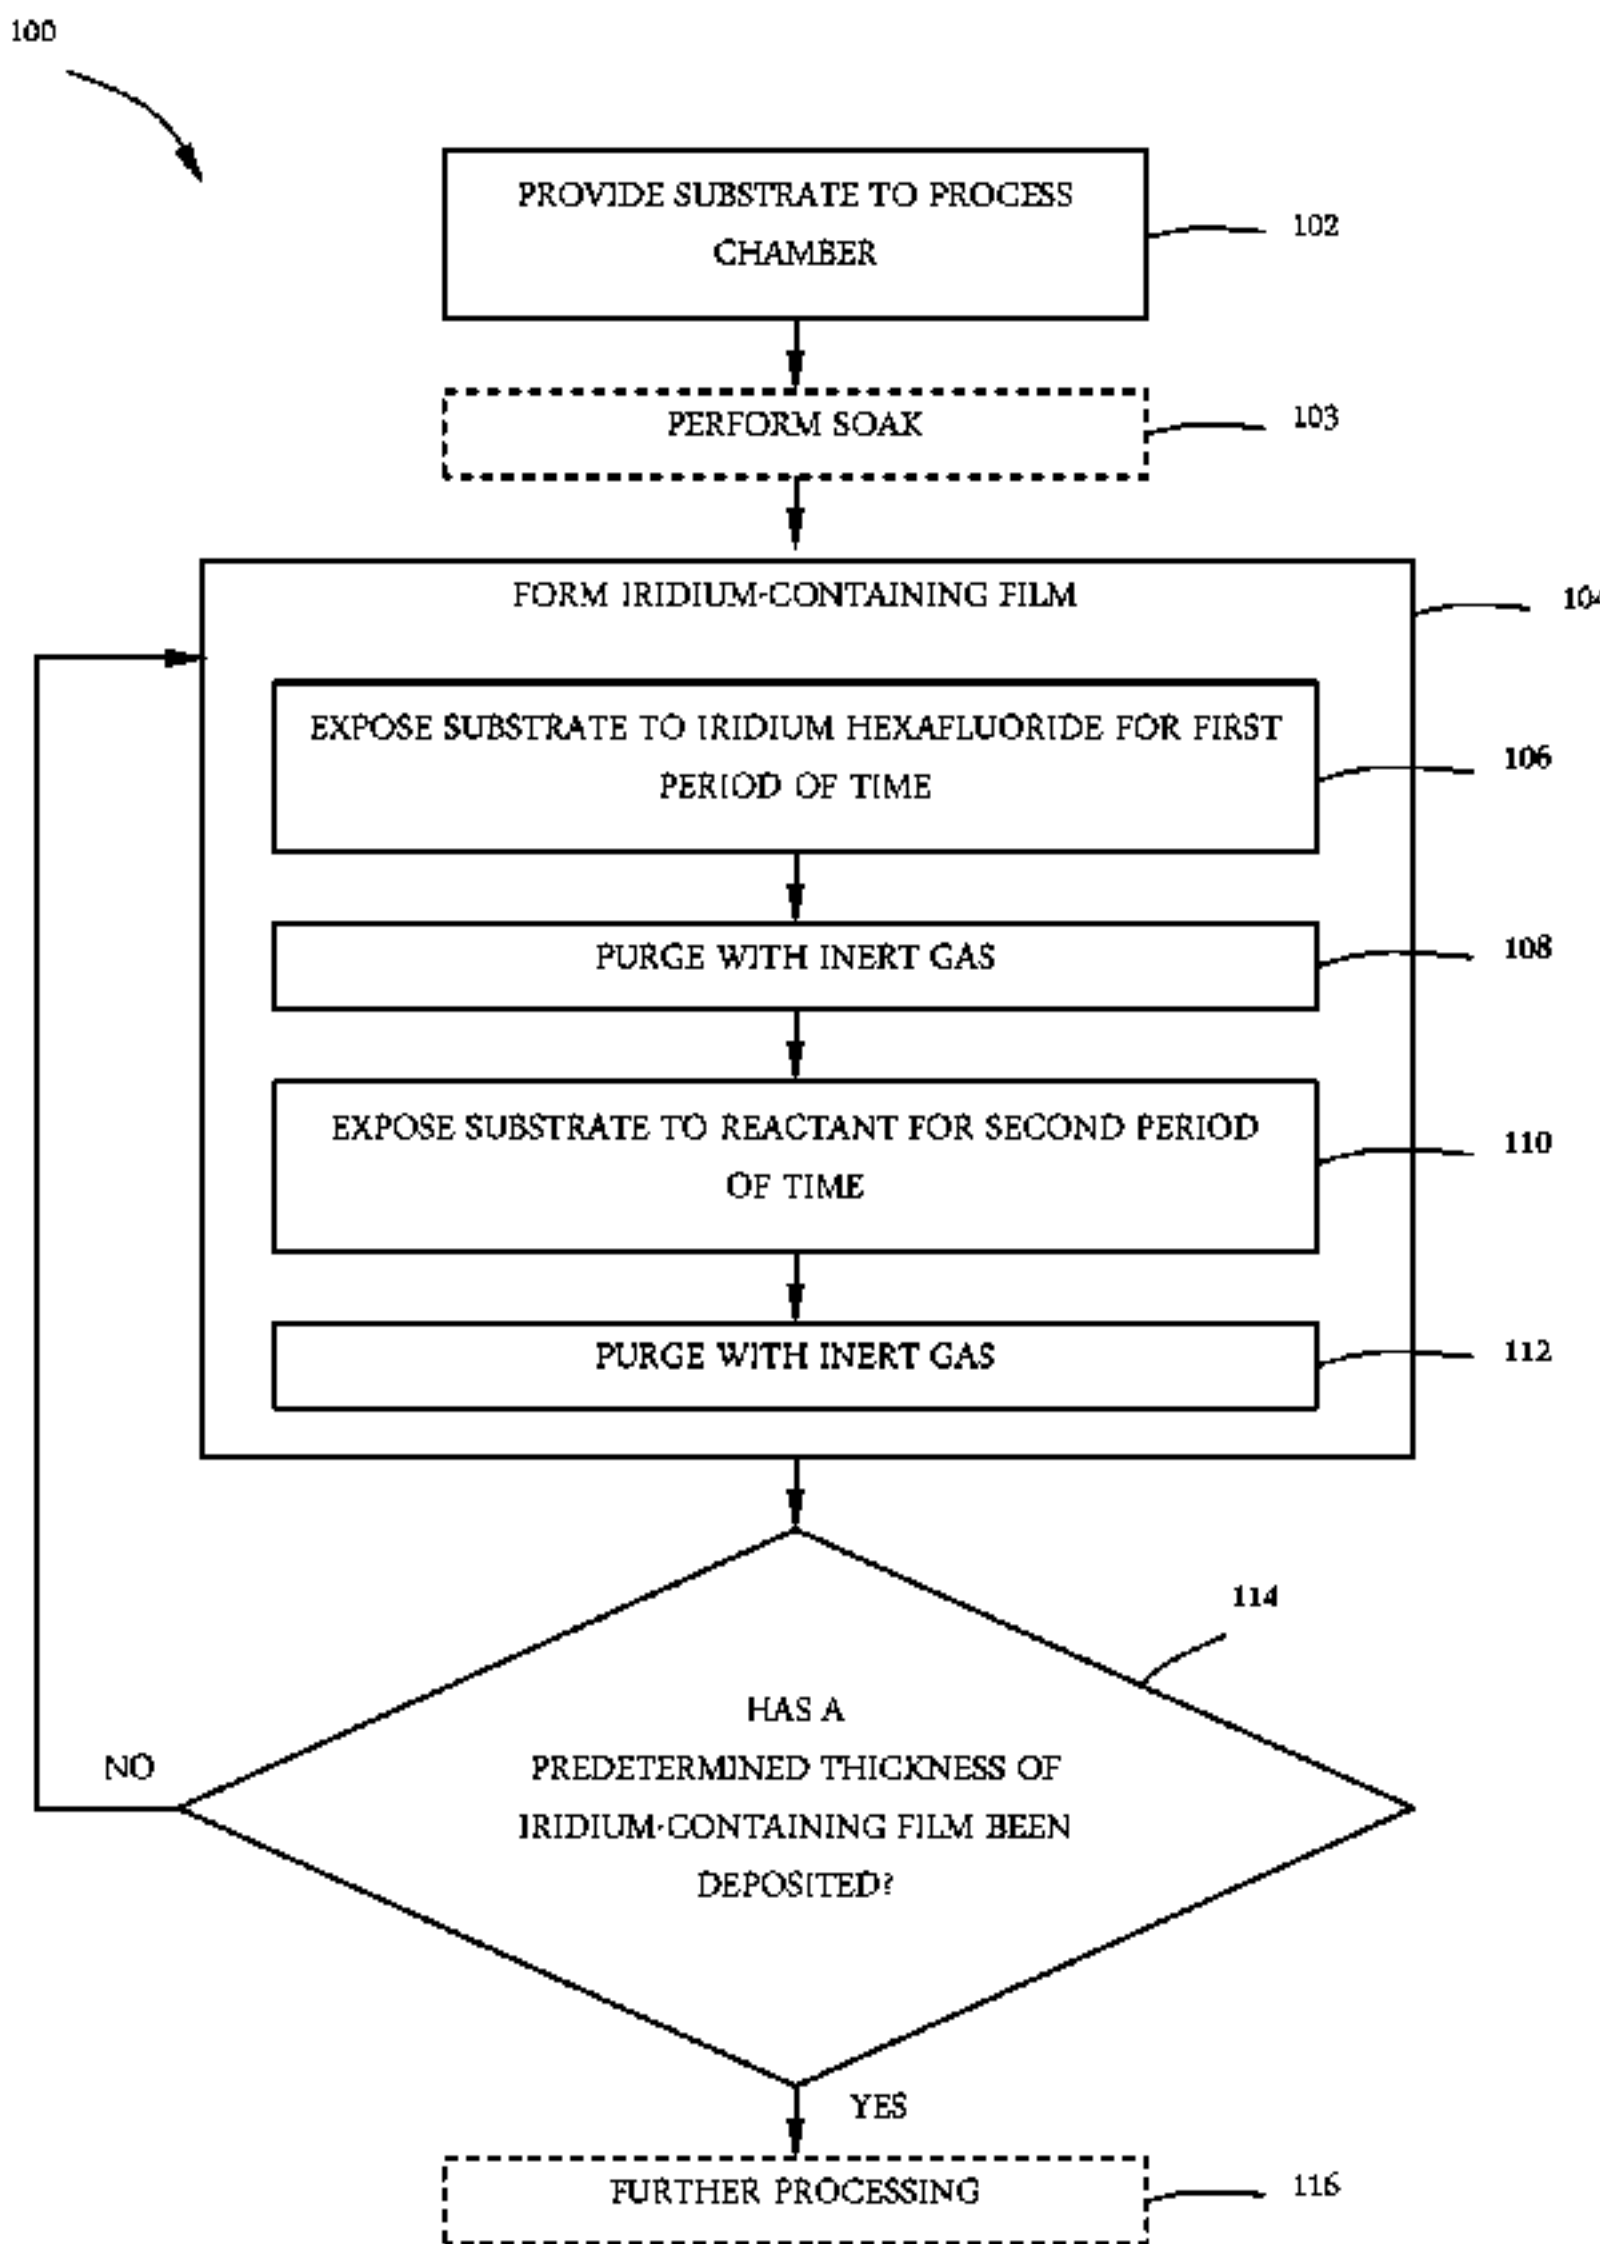 100
PROVIDE SUBSTRATE TO PROCESS
CHAMBER
102
PERFORM SOAK
103
FORM IRIDIUM-CONTAINING FILM
104
EXPOSE SUBSTRATE TO IRIDIUM HEXAFLUORIDE FOR FIRST
PERIOD OF TIME
106
PURGE WITH INERT GAS
108
EXPOSE SUBSTRATE TO REACTANT FOR SECOND PERIOD
OF TIME
110
PURGE WITH INERT GAS
112
114
HAS A
PREDETERMINED THICKNESS OF
IRIDIUM-CONTAINING FILM BEEN
DEPOSITED?
NO
YES
FURTHER PROCESSING
116